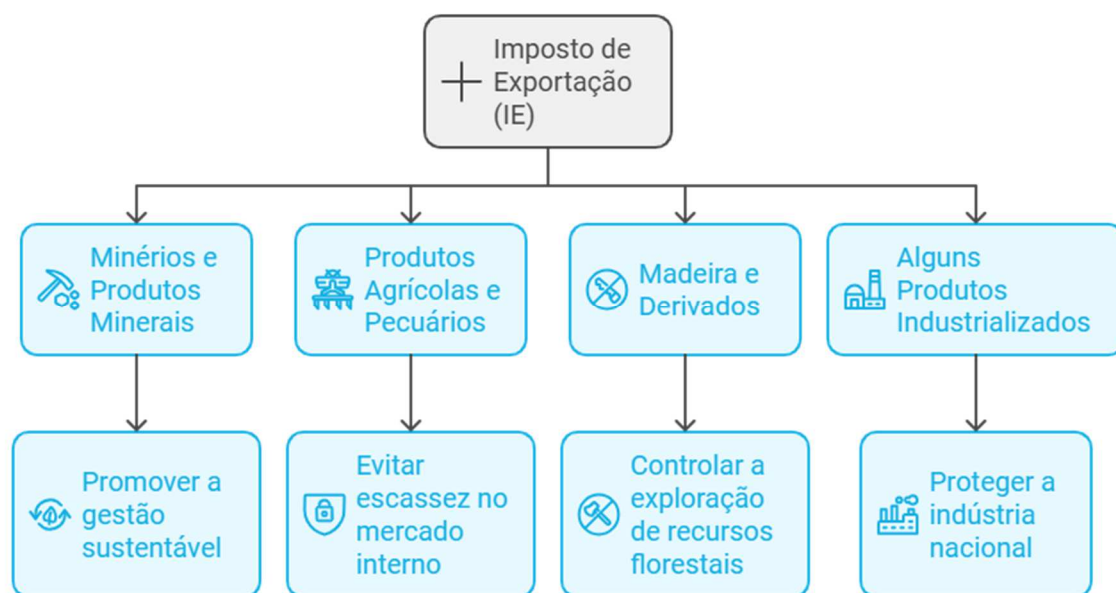 Imposto de
Exportação
(IE)
Minérios e
Produtos
Minerais
Produtos
Agrícolas e
Pecuários
Madeira e
Derivados
Alguns
Produtos
Industrializados
Promover a
gestão
sustentável
Evitar
escassez no
mercado
interno
Controlar a
exploração
de recursos
florestais
Proteger a
indústria
nacional